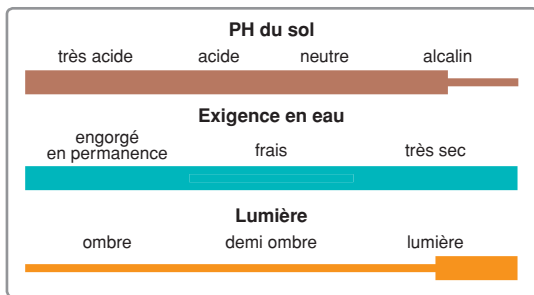 PH du sol
très acide acide neutre alcalin
Exigence en eau
engorgé
en permanence frais très sec
Lumière
ombre demi ombre lumière